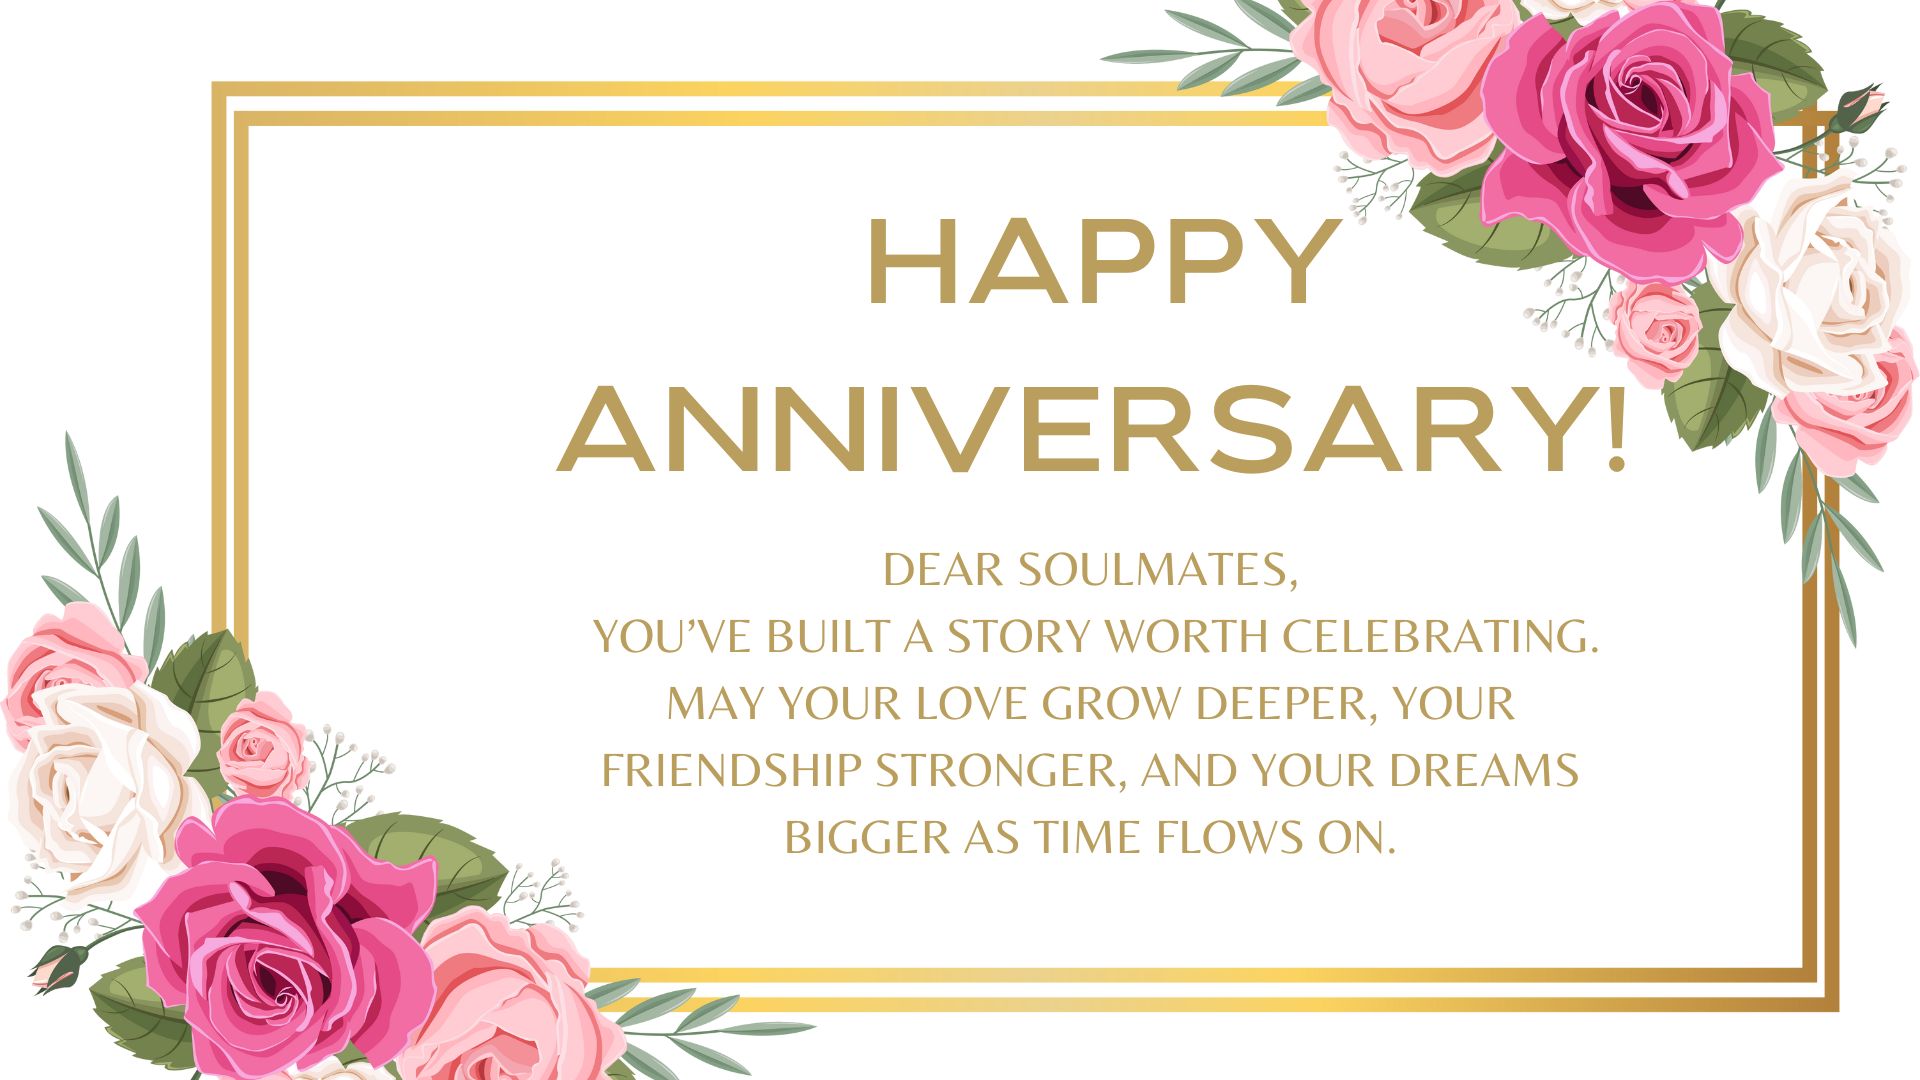 HAPPY
ANNIVERSARY!
DEAR SOULMATES,
YOU’VE BUILT A STORY WORTH CELEBRATING.
MAY YOUR LOVE GROW DEEPER, YOUR
FRIENDSHIP STRONGER, AND YOUR DREAMS
BIGGER AS TIME FLOWS ON.